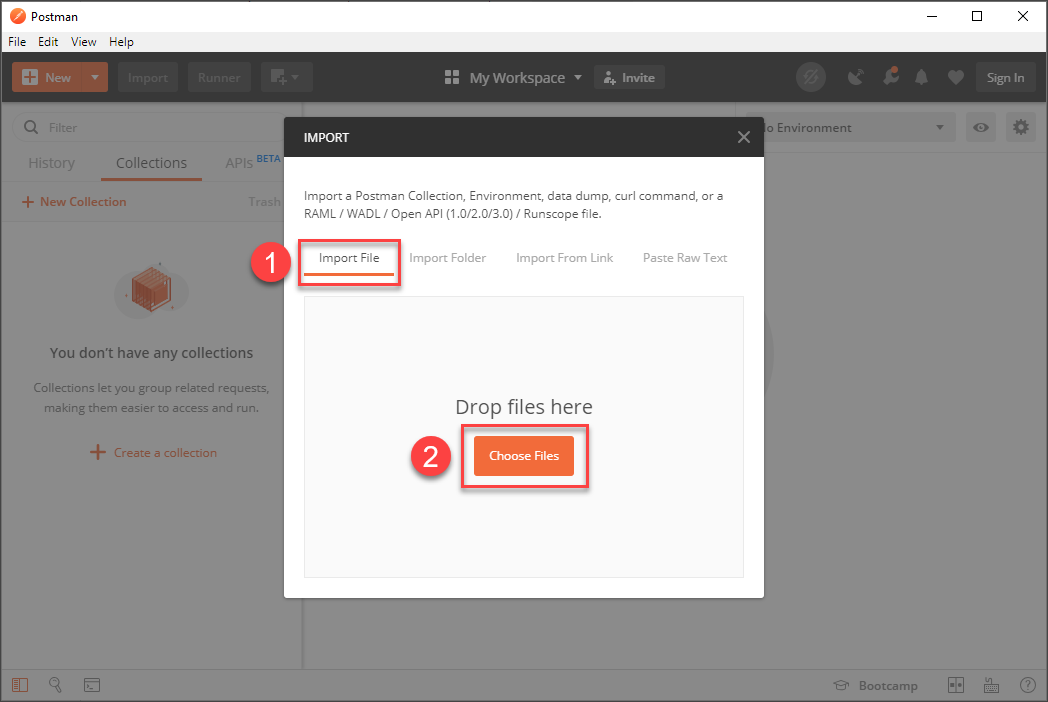 Postman
File Edit View Help
New Import Runner My Workspace Invite Sign In
Filter
History Collections APIs BETA
New Collection Trash
You don't have any collections
Collections let you group related requests,
making them easier to access and run.
Create a collection
IMPORT
Import a Postman Collection, Environment, data dump, curl command, or a
RAML / WADL / Open API (1.0/2.0/3.0) / Runscope file.
1
Import File Import Folder Import From Link Paste Raw Text
Drop files here
2
Choose Files
Environment
Bootcamp